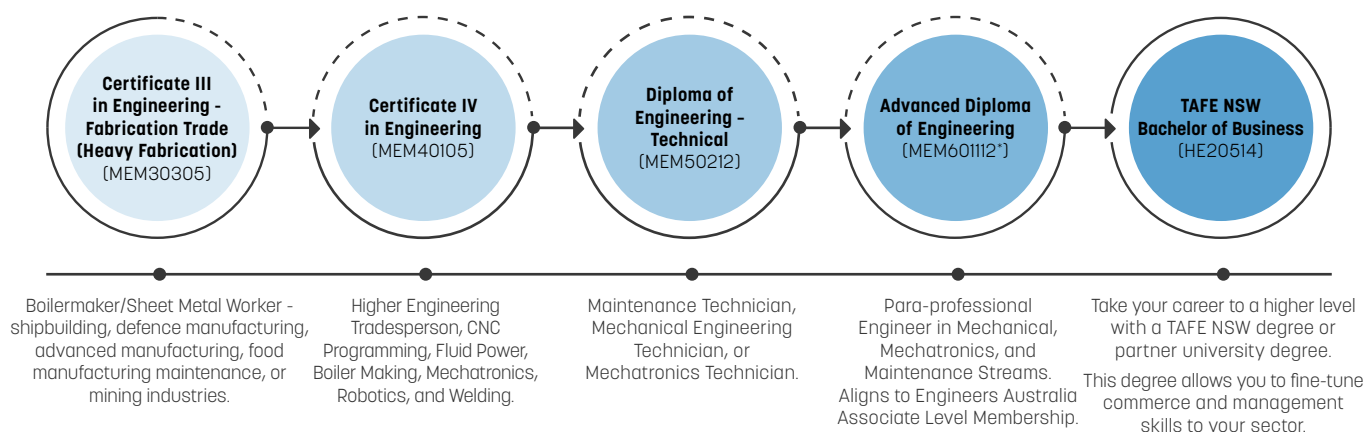 Certificate III
in Engineering -
Fabrication Trade
(Heavy Fabrication)
(MEM30305)
Certificate IV
in Engineering
(MEM40105)
Diploma of
Engineering –
Technical
(MEM50212)
Advanced Diploma
of Engineering
(MEM601112*)
TAFE NSW
Bachelor of Business
(HE20514)
Boilermaker/Sheet Metal Worker -
shipbuilding, defence manufacturing,
advanced manufacturing, food
manufacturing maintenance, or
mining industries.
Higher Engineering
Tradesperson, CNC
Programming, Fluid Power,
Boiler Making, Mechatronics,
Robotics, and Welding.
Maintenance Technician,
Mechanical Engineering
Technician, or
Mechatronics Technician.
Para-professional
Engineer in Mechanical,
Mechatronics, and
Maintenance Streams.
Aligns to Engineers Australia
Associate Level Membership.
Take your career to a higher level
with a TAFE NSW degree or
partner university degree.
This degree allows you to fine-tune
commerce and management
skills to your sector.